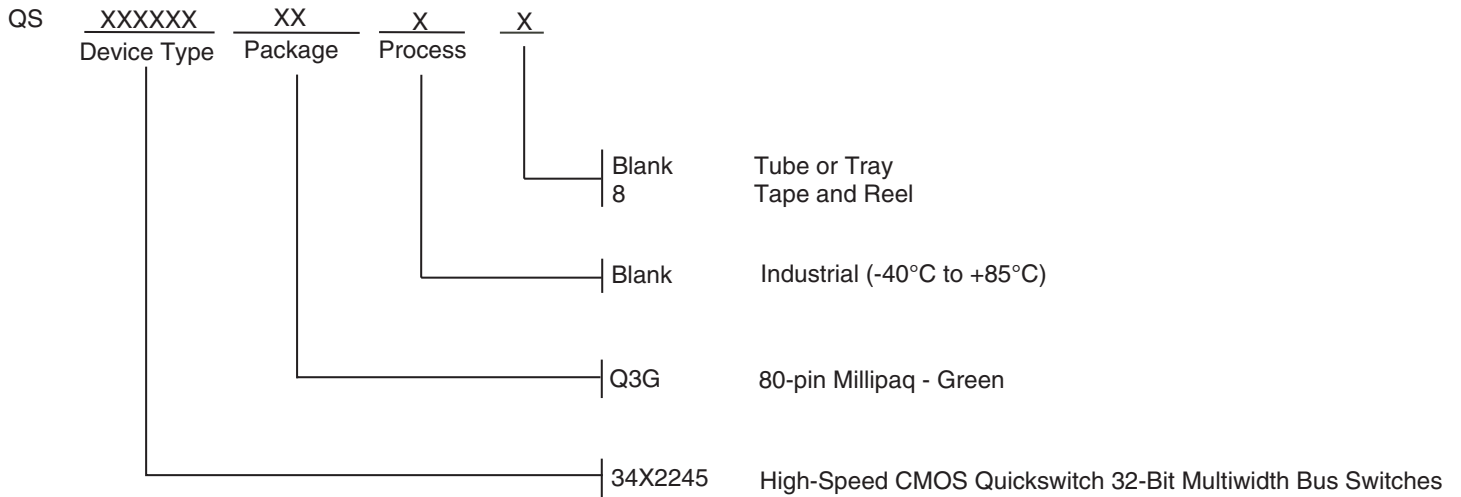 QS XXXXXX XX X X
Device Type Package Process
Blank Tube or Tray
8 Tape and Reel
Blank Industrial (-40°C to +85°C)
Q3G 80-pin Millipaq - Green
34X2245 High-Speed CMOS Quickswitch 32-Bit Multiwidth Bus Switches